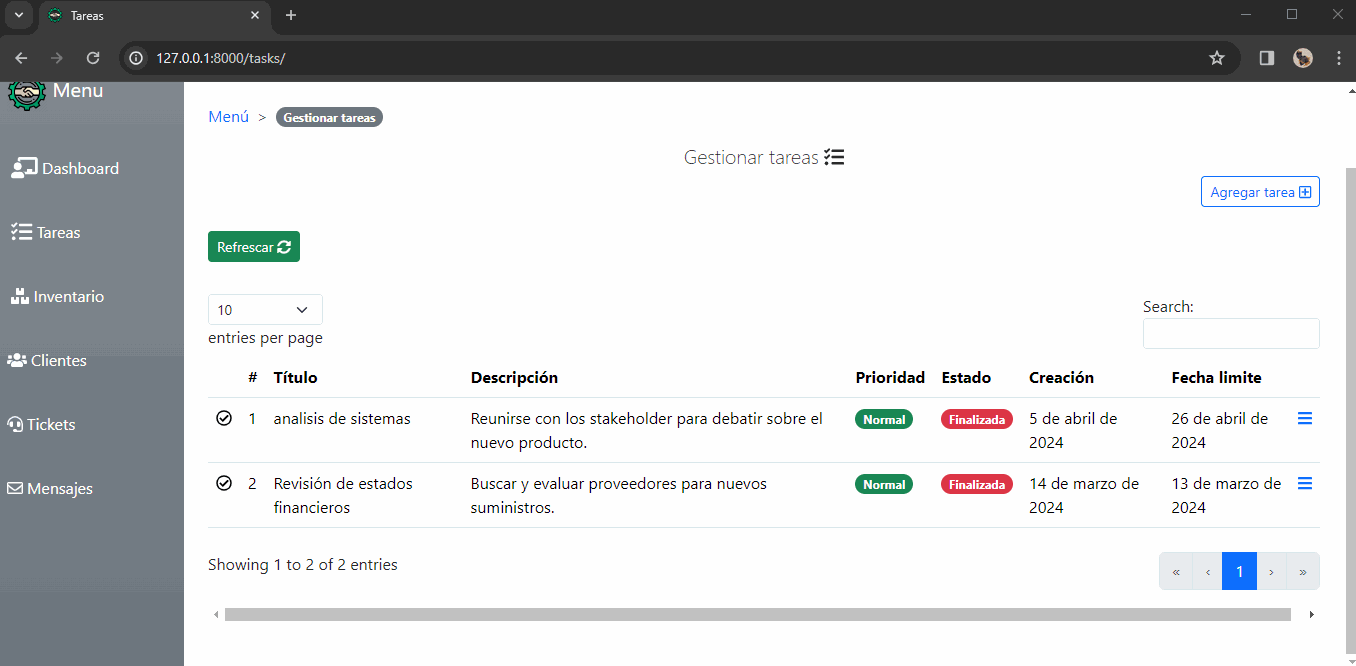 Tareas
127.0.0.1:8000/tasks/
Menu
Dashboard
Tareas
Inventario
Clientes
Tickets
Mensajes
Menú > Gestionar tareas
Gestionar tareas
Agregar tarea
Refrescar
10
entries per page
Search:
# Título Descripción Prioridad Estado Creación Fecha limite
1 analisis de sistemas Reunirse con los stakeholder para debatir sobre el Normal Finalizada 5 de abril de 26 de abril de
nuevo producto. 2024 2024
2 Revisión de estados Buscar y evaluar proveedores para nuevos Normal Finalizada 14 de marzo de 13 de marzo de
financieros suministros. 2024 2024
Showing 1 to 2 of 2 entries
« ‹ 1 › »